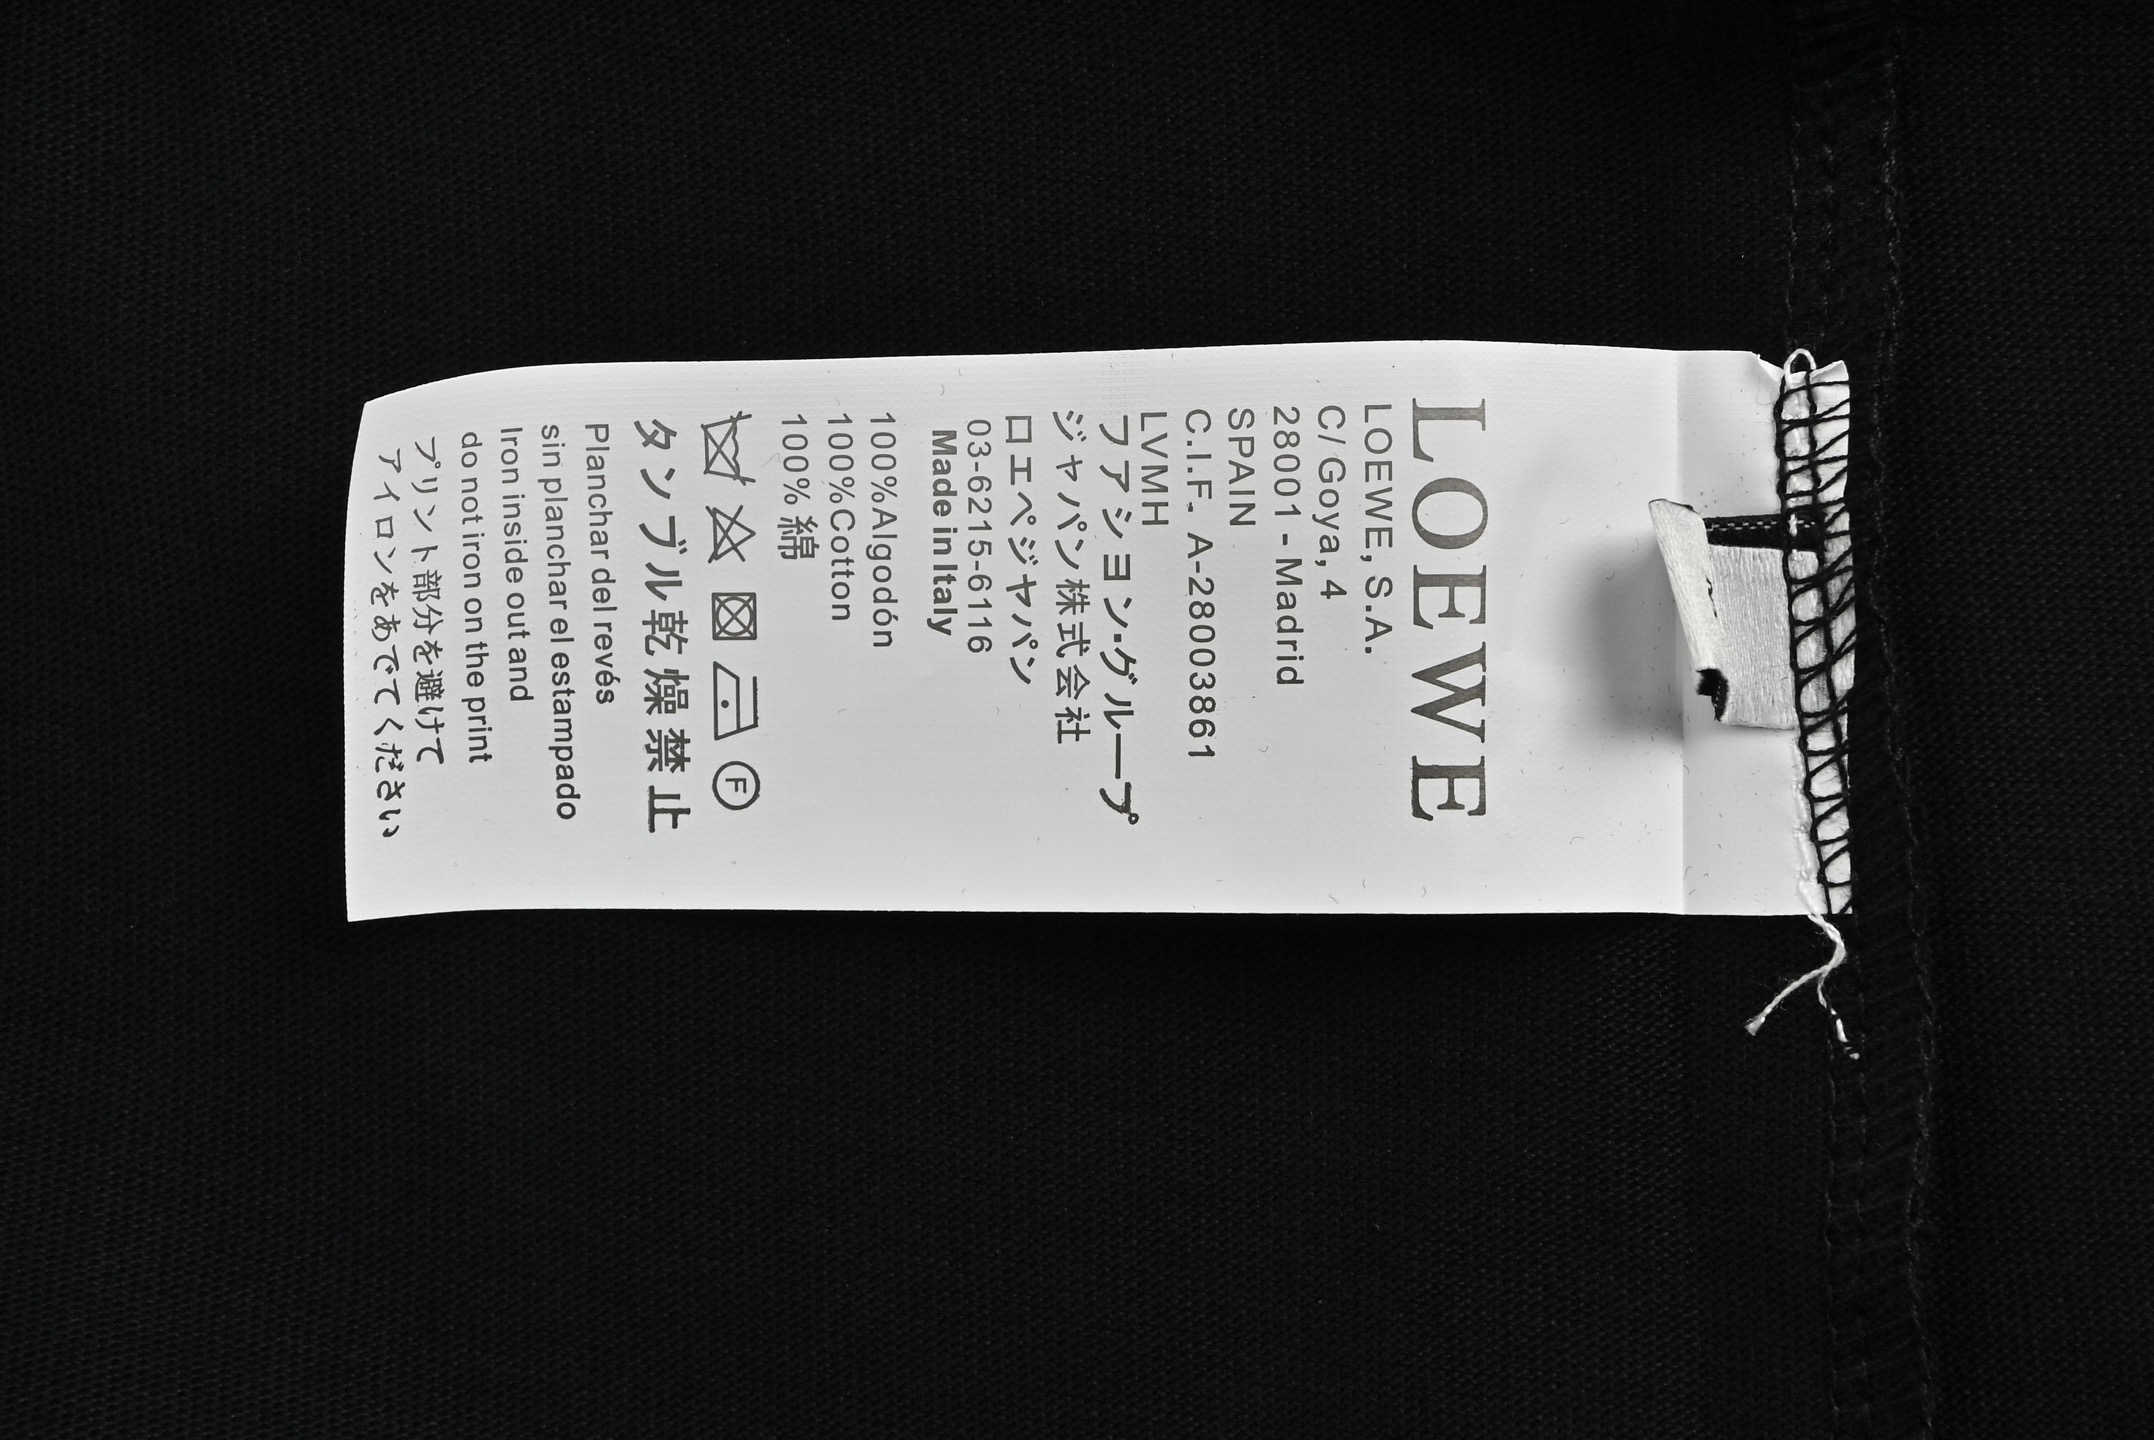 LOEWE
LOEWE, S.A.
C/ Goya, 4
28001 - Madrid
SPAIN
C.I.F. A-28003861
LVMH
ファション·グループ
ジャパン株式会社
ロエベジャパン
03-6215-6116
Made in Italy
100%Algodón
100%Cotton
100% 綿
F
タンブル乾燥禁止
Planchar del revés
sin planchar el estampado
Iron inside out and
do not iron on the print
プリント部分を避けて
アイロンをあでてください